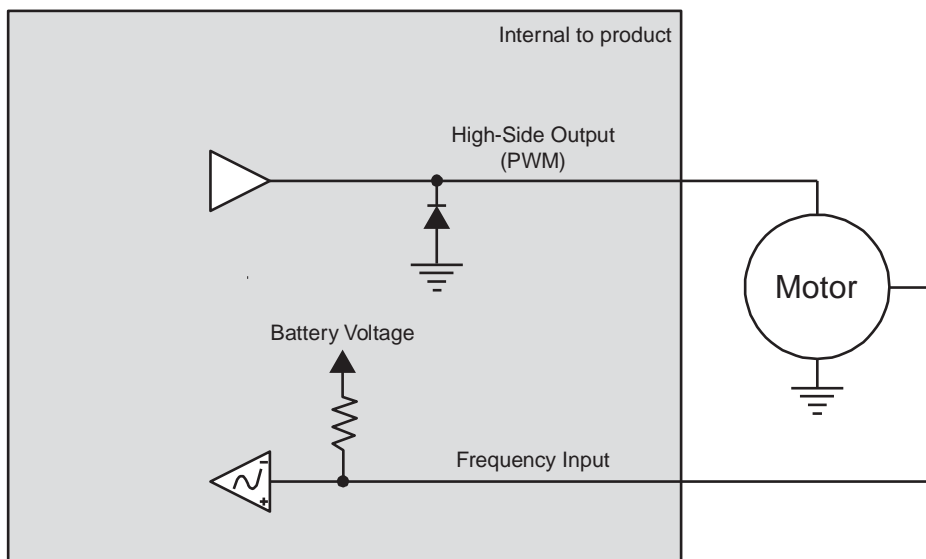 Internal to product
High-Side Output
(PWM)
Motor
Battery Voltage
Frequency Input
-
+